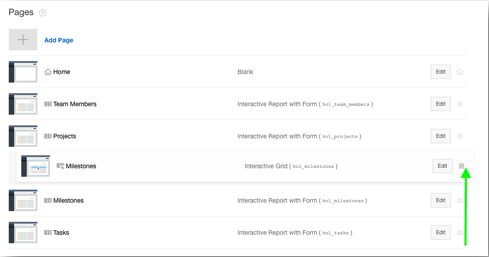 Pages
Add Page
Home Blank Edit
Team Members Interactive Report with Form ( hol_team_members ) Edit
Projects Interactive Report with Form ( hol_projects ) Edit
Milestones Interactive Grid ( hol_milestones ) Edit
Milestones Interactive Report with Form ( hol_milestones ) Edit
Tasks Interactive Report with Form ( hol_tasks ) Edit